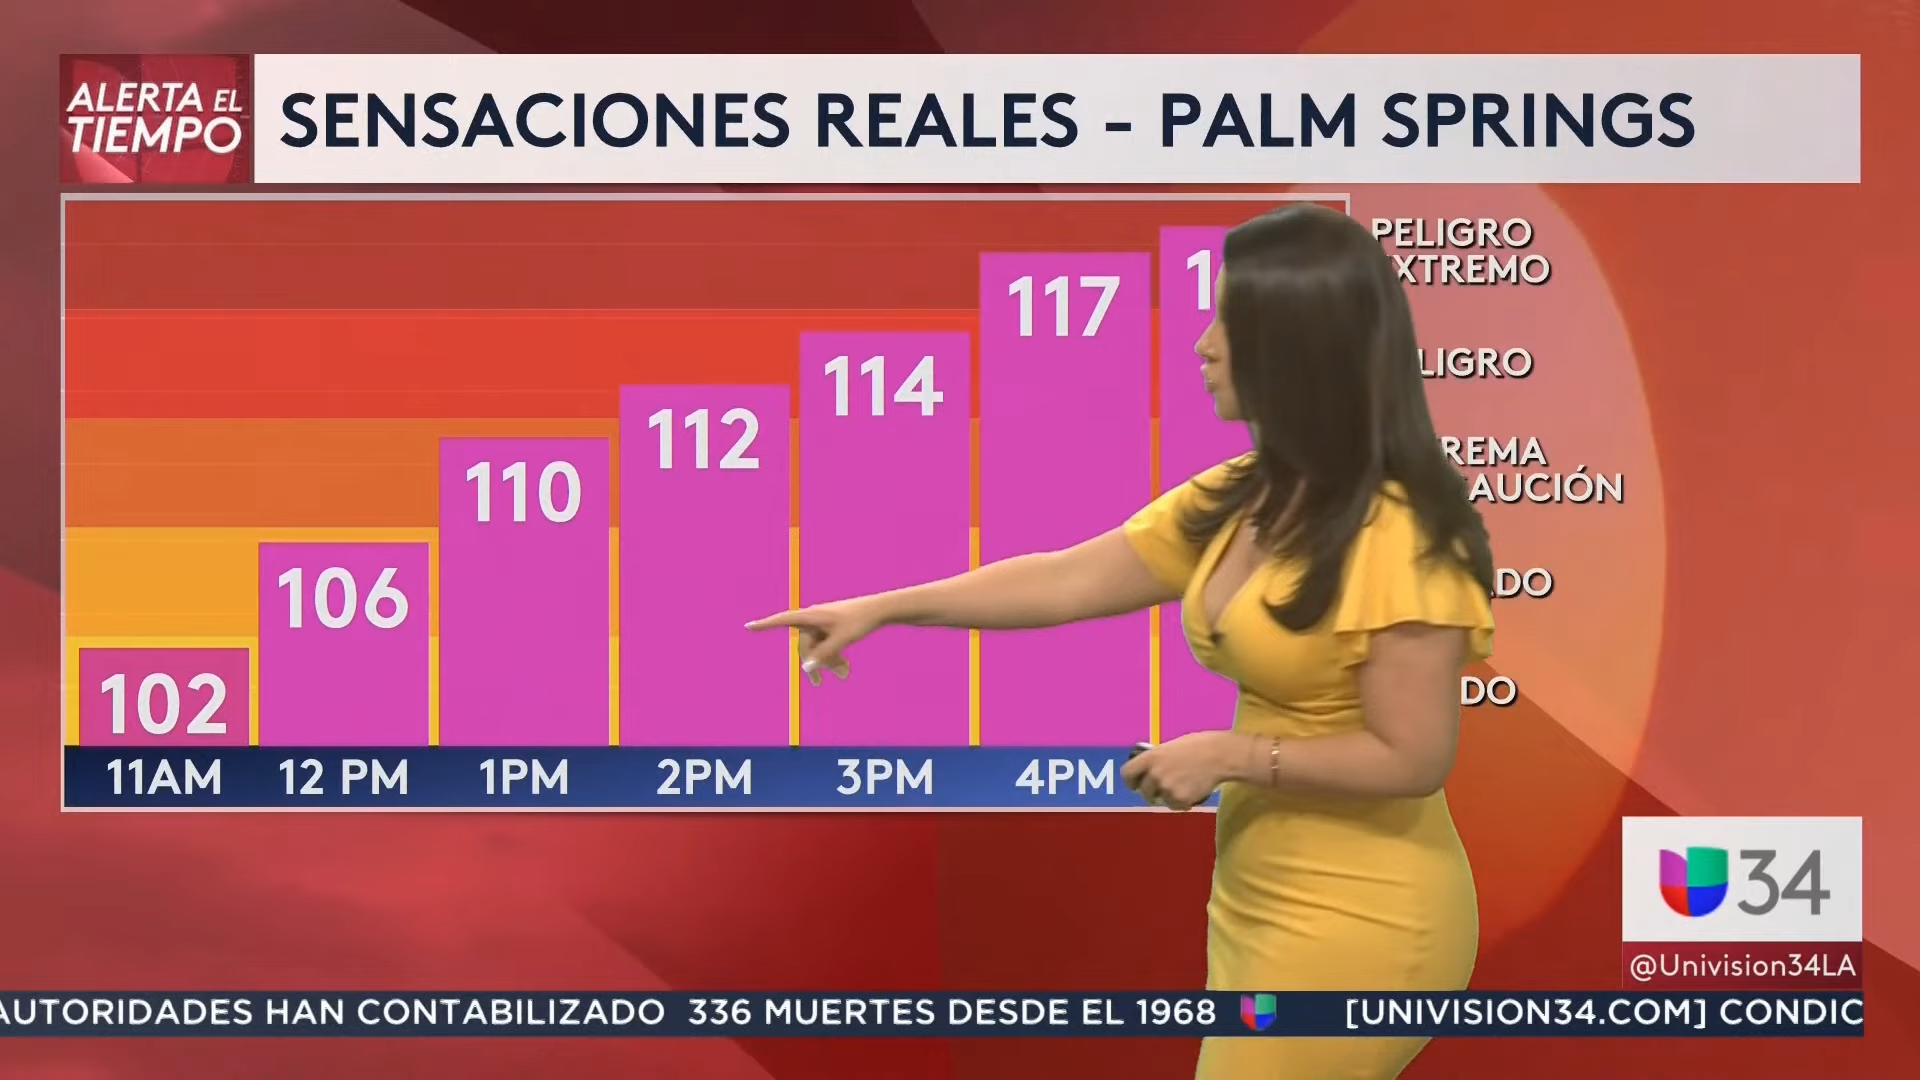 ALERTA EL
TIEMPO
SENSACIONES REALES - PALM SPRINGS
PELIGRO
102
106
110
112
114
117
11AM
12 PM
1PM
2PM
3PM
4PM
34
@Univision34LA
AUTORIDADES HAN CONTABILIZADO 336 MUERTES DESDE EL 1968
[UNIVISION34.COM]